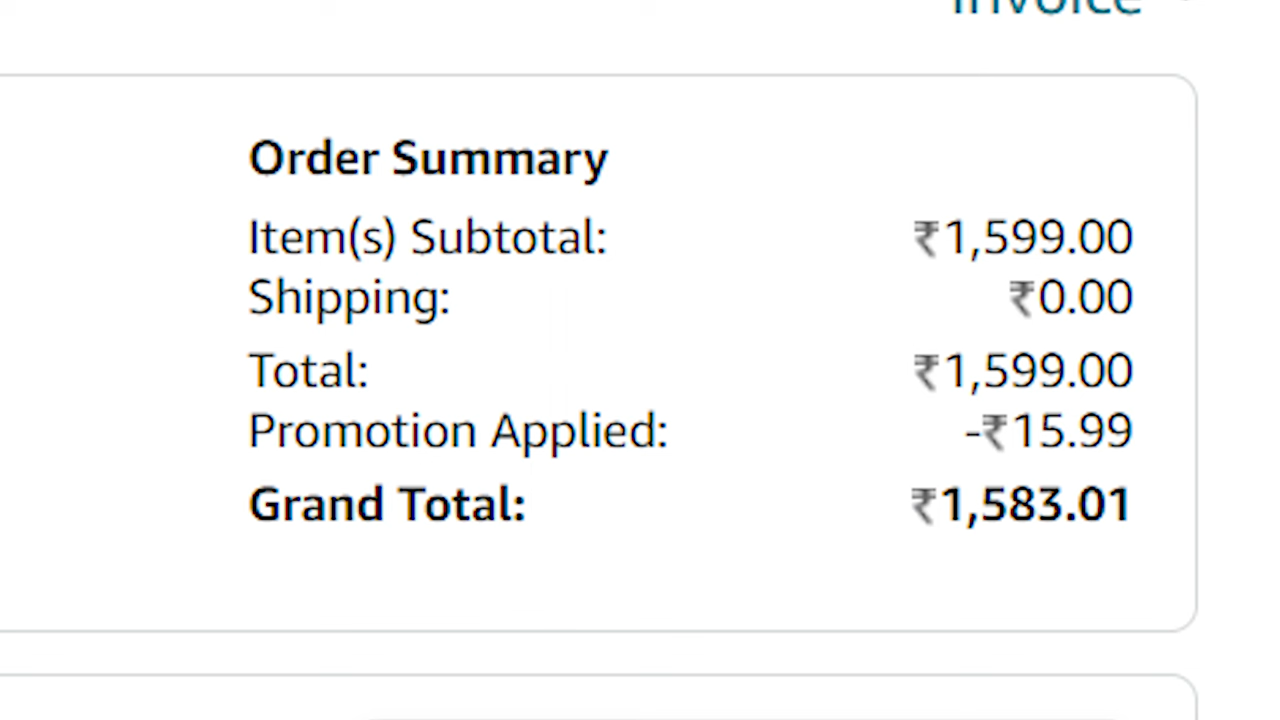 Invoice
Order Summary
Item(s) Subtotal: ₹1,599.00
Shipping: ₹0.00
Total: ₹1,599.00
Promotion Applied: -₹15.99
Grand Total: ₹1,583.01